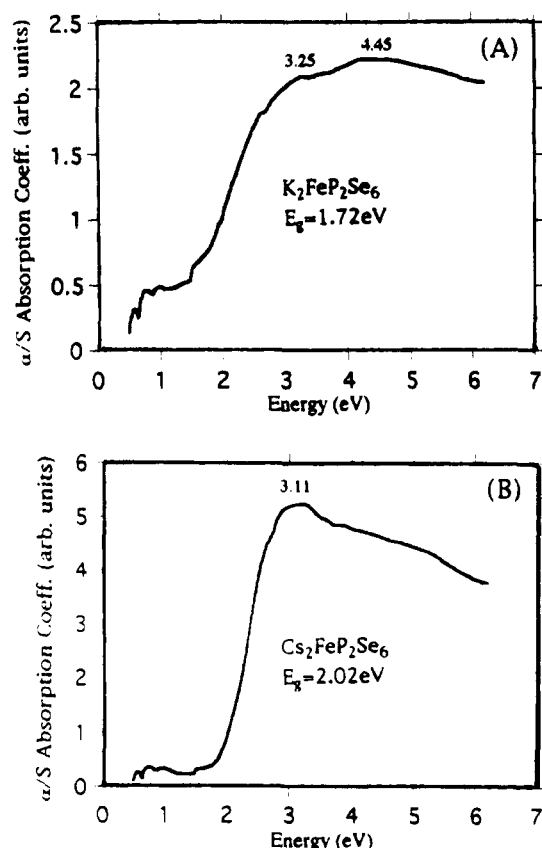 2.5
(A)
3.25
4.45
2
1.5
1
0.5
0
α/S Absorption Coeff. (arb. units)
K₂FeP₂Se₆
E_g=1.72eV
0 1 2 3 4 5 6 7
Energy (eV)
6
(B)
3.11
5
4
3
2
1
0
α/S Absorption Coeff. (arb. units)
Cs₂FeP₂Se₆
E_g=2.02eV
0 1 2 3 4 5 6 7
Energy (eV)